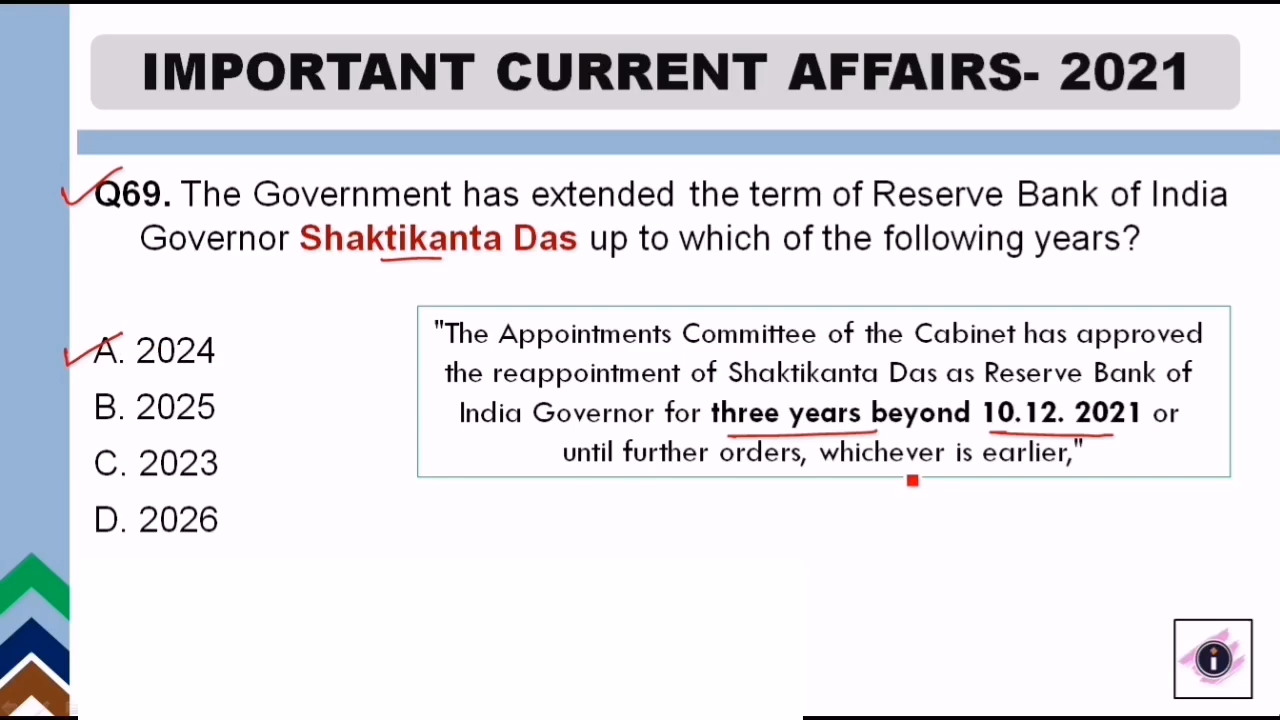 IMPORTANT CURRENT AFFAIRS- 2021
Q69. The Government has extended the term of Reserve Bank of India
Governor Shaktikanta Das up to which of the following years?
A. 2024
B. 2025
C. 2023
D. 2026
"The Appointments Committee of the Cabinet has approved
the reappointment of Shaktikanta Das as Reserve Bank of
India Governor for three years beyond 10.12. 2021 or
until further orders, whichever is earlier,"
i